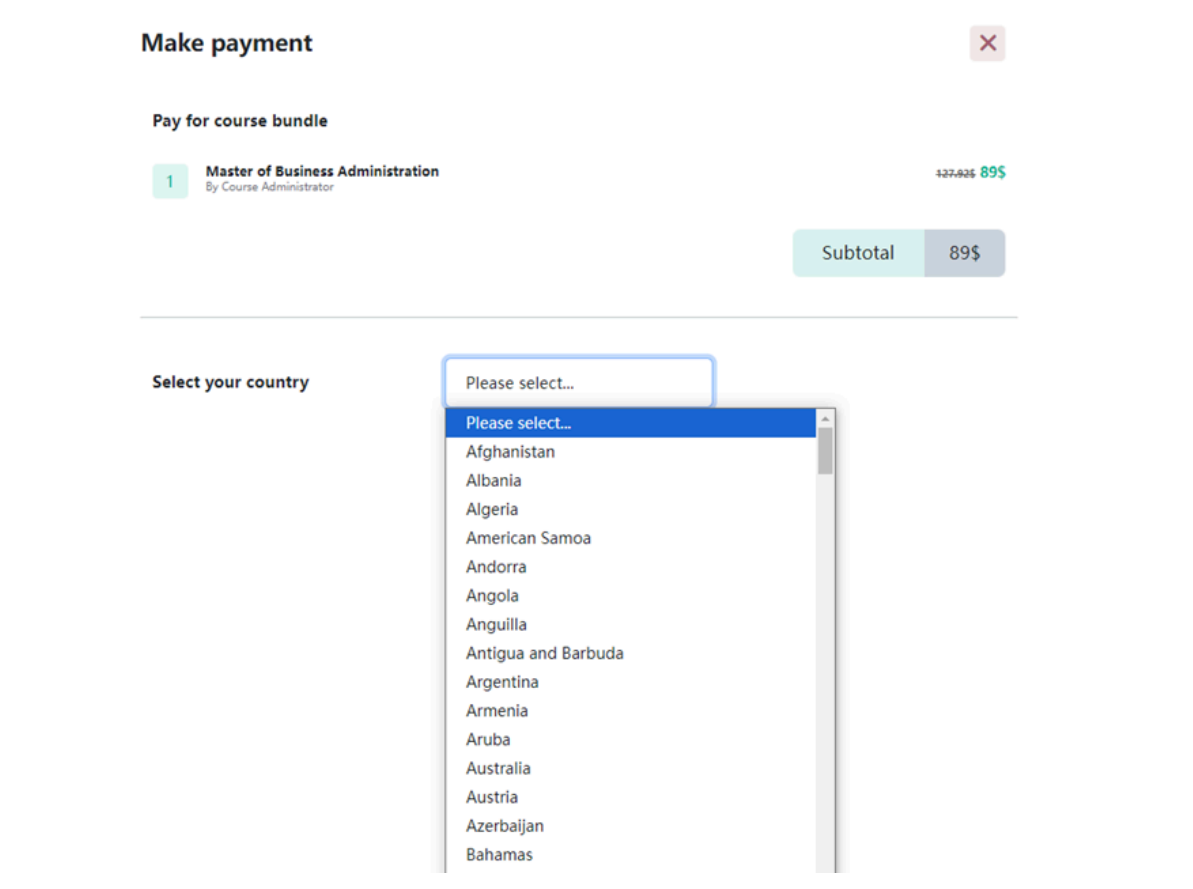 Make payment
Pay for course bundle
1
Master of Business Administration
127.92$ 89$
By Course Administrator
Subtotal 89$
Select your country
Please select...
Please select...
Afghanistan
Albania
Algeria
American Samoa
Andorra
Angola
Anguilla
Antigua and Barbuda
Argentina
Armenia
Aruba
Australia
Austria
Azerbaijan
Bahamas